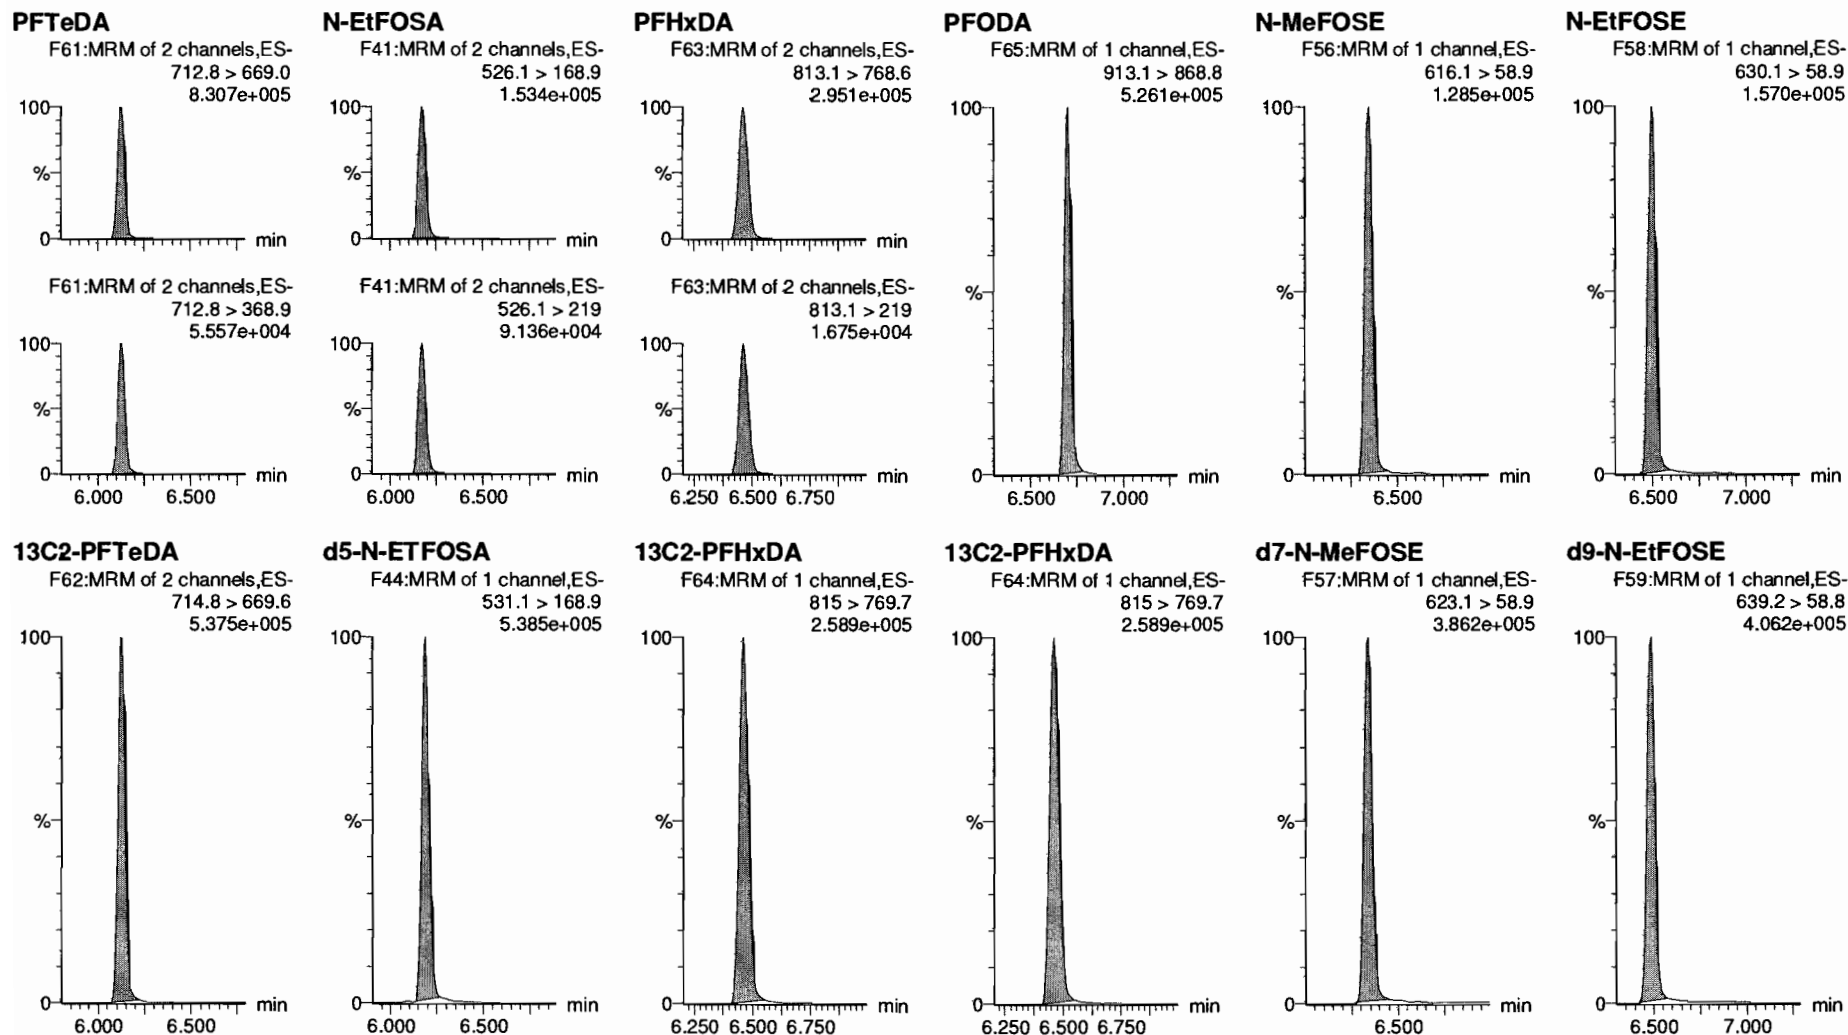 PFTeDA
F61:MRM of 2 channels,ES-
712.8 > 669.0
8.307e+005
100
%
0
min
F61:MRM of 2 channels,ES-
712.8 > 368.9
5.557e+004
100
%
0
min
6.000 6.500
N-EtFOSA
F41:MRM of 2 channels,ES-
526.1 > 168.9
1.534e+005
100
%
0
min
F41:MRM of 2 channels,ES-
526.1 > 219
9.136e+004
100
%
0
min
6.000 6.500
PFHxDA
F63:MRM of 2 channels,ES-
813.1 > 768.6
2.951e+005
100
%
0
min
F63:MRM of 2 channels,ES-
813.1 > 219
1.675e+004
100
%
0
min
6.250 6.500 6.750
PFODA
F65:MRM of 1 channel,ES-
913.1 > 868.8
5.261e+005
100
%
0
min
6.500 7.000
N-MeFOSE
F56:MRM of 1 channel,ES-
616.1 > 58.9
1.285e+005
100
%
0
min
6.500
N-EtFOSE
F58:MRM of 1 channel,ES-
630.1 > 58.9
1.570e+005
100
%
0
min
6.500 7.000
13C2-PFTeDA
F62:MRM of 2 channels,ES-
714.8 > 669.6
5.375e+005
100
%
0
min
6.000 6.500
d5-N-ETFOSA
F44:MRM of 1 channel,ES-
531.1 > 168.9
5.385e+005
100
%
0
min
6.000 6.500
13C2-PFHxDA
F64:MRM of 1 channel,ES-
815 > 769.7
2.589e+005
100
%
0
min
6.250 6.500 6.750
13C2-PFHxDA
F64:MRM of 1 channel,ES-
815 > 769.7
2.589e+005
100
%
0
min
6.250 6.500 6.750
d7-N-MeFOSE
F57:MRM of 1 channel,ES-
623.1 > 58.9
3.862e+005
100
%
0
min
6.500
d9-N-EtFOSE
F59:MRM of 1 channel,ES-
639.2 > 58.8
4.062e+005
100
%
0
min
6.500 7.000